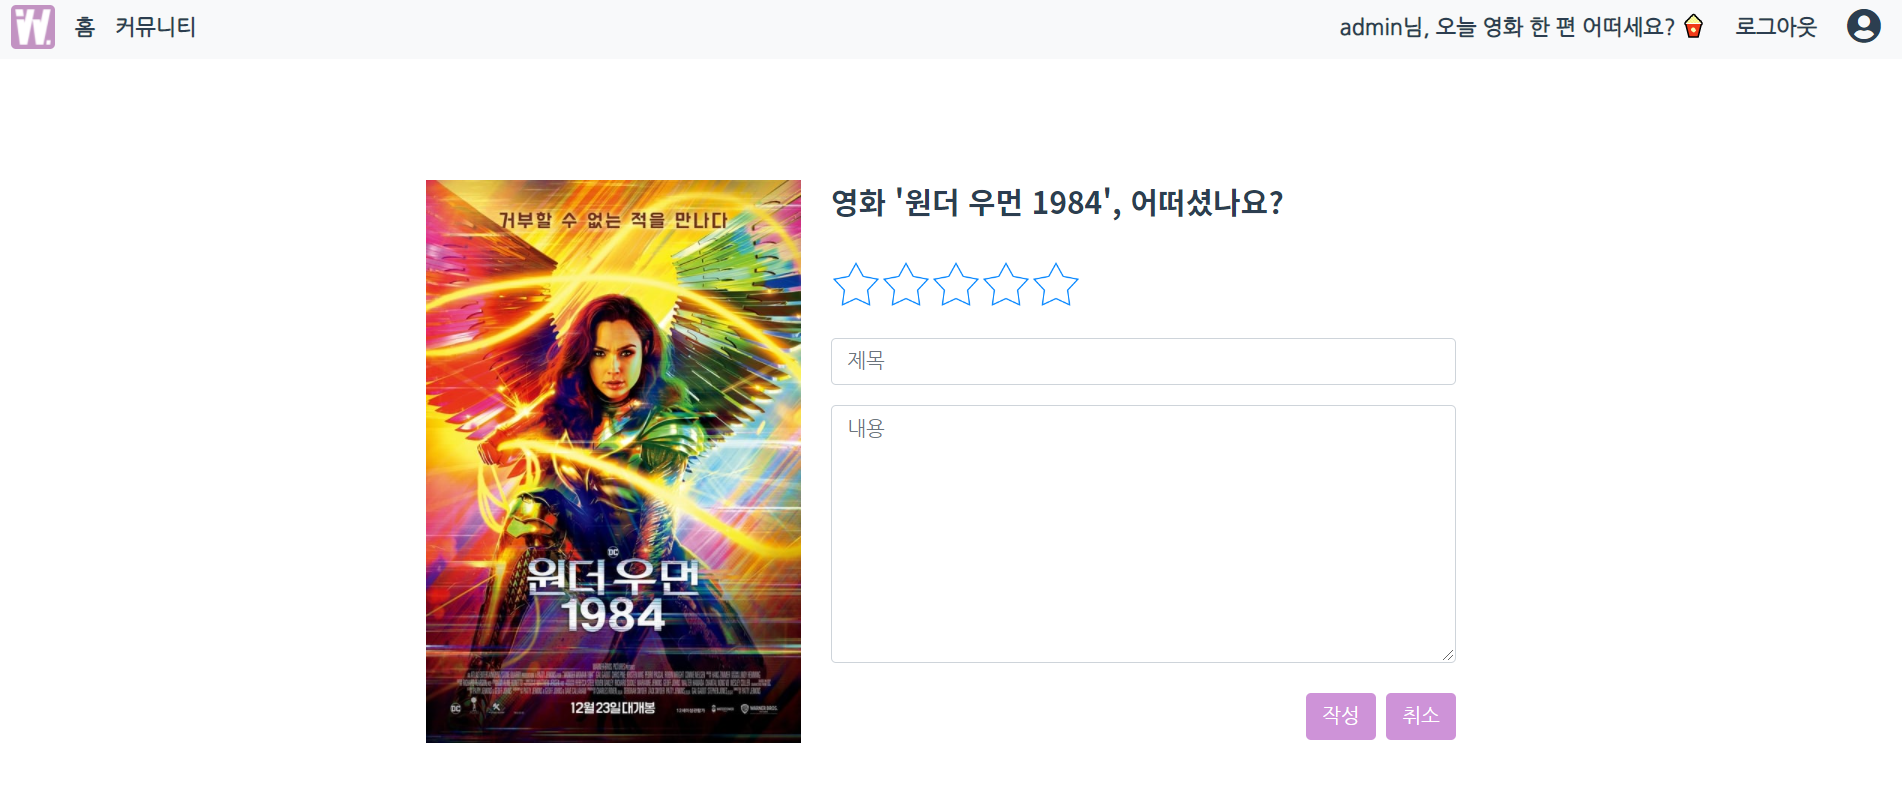 W.
홈
커뮤니티
admin님, 오늘 영화 한 편 어떠세요?
로그아웃
거부할 수 없는 적을 만나다
DC
원더 우먼
1984
12월 23일 대개봉
영화 '원더 우먼 1984', 어떠셨나요?
제목
내용
작성
취소